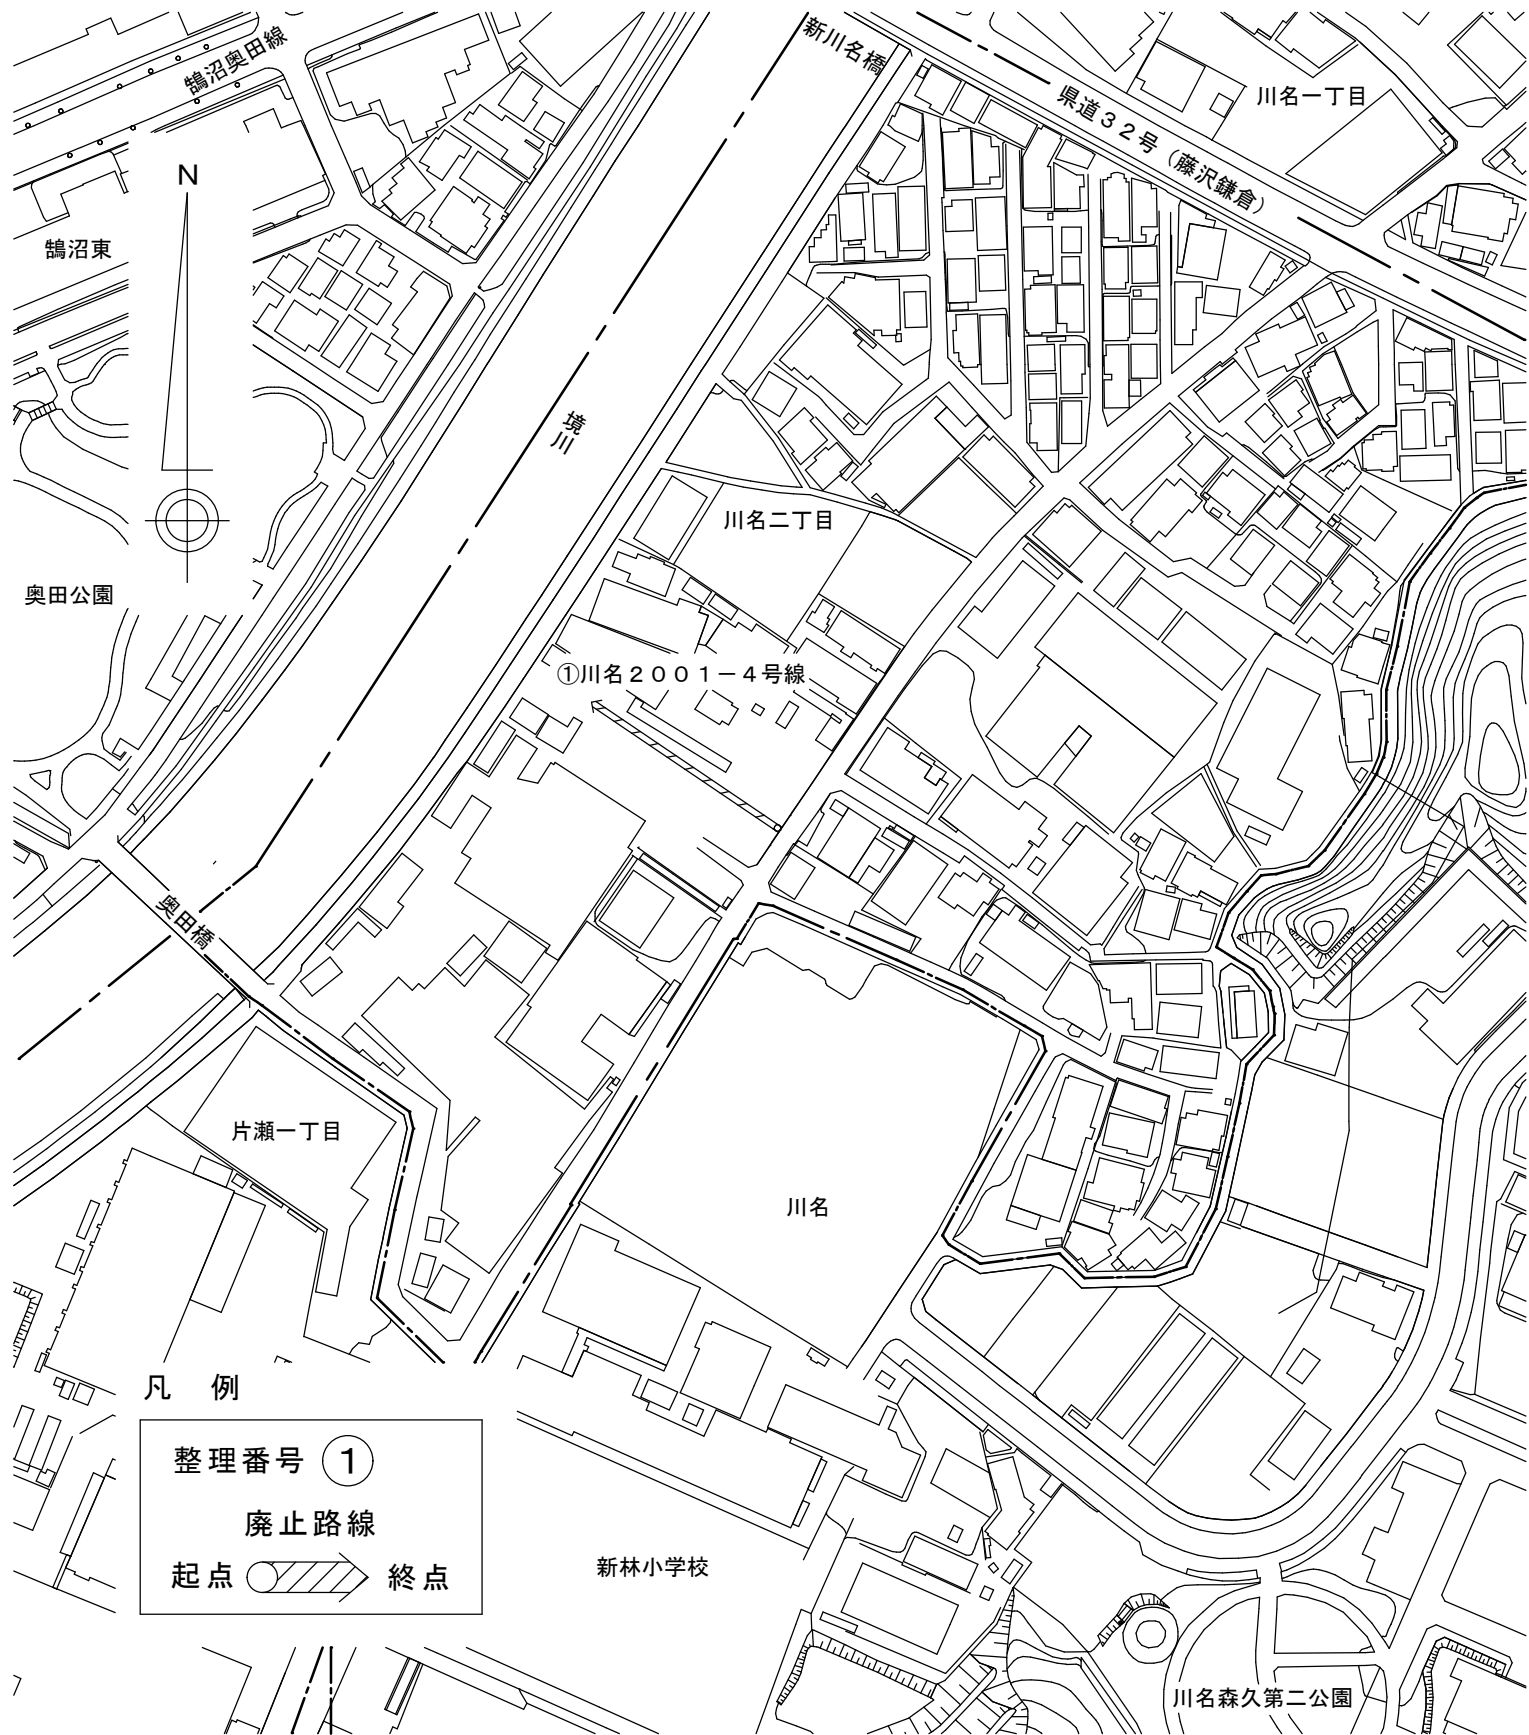 新川名橋
鵠沼奥田線
川名一丁目
県道３２号（藤沢鎌倉）
N
鵠沼東
境川
川名二丁目
奥田公園
①川名２００１－４号線
奥田橋
片瀬一丁目
川名
凡　例
整理番号 ①
廃止路線
起点 終点
新林小学校
川名森久第二公園